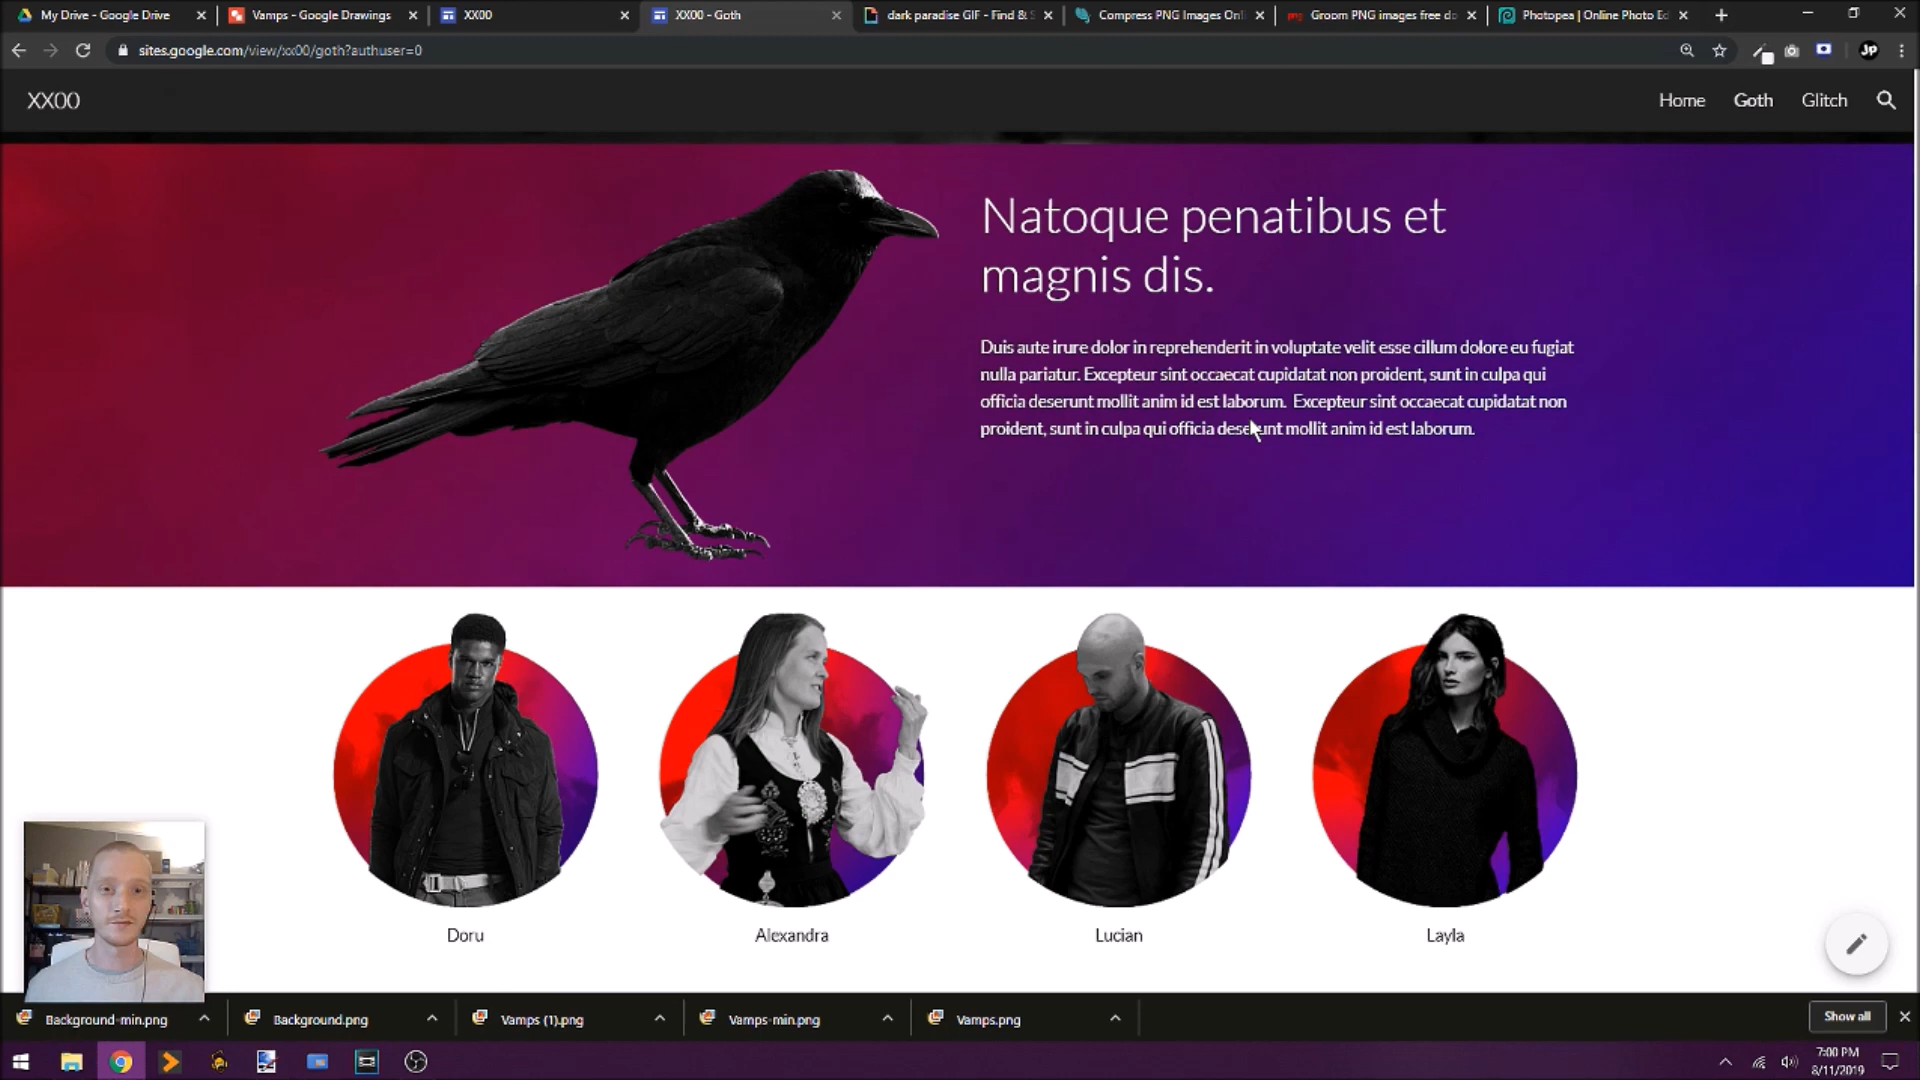 My Drive - Google Drive
Vamps - Google Drawings
XX00
XX00 - Goth
dark paradise GIF - Find & S
Compress PNG Images Onl
Groom PNG images free do
Photopea | Online Photo Ed
sites.google.com/view/xx00/goth?authuser=0
JP
XX00
Home
Goth
Glitch
Natoque penatibus et
magnis dis.
Duis aute irure dolor in reprehenderit in voluptate velit esse cillum dolore eu fugiat
nulla pariatur. Excepteur sint occaecat cupidatat non proident, sunt in culpa qui
officia deserunt mollit anim id est laborum. Excepteur sint occaecat cupidatat non
proident, sunt in culpa qui officia deserunt mollit anim id est laborum.
Doru
Alexandra
Lucian
Layla
Background-min.png
Background.png
Vamps (1).png
Vamps-min.png
Vamps.png
Show all
7:00 PM
8/11/2019